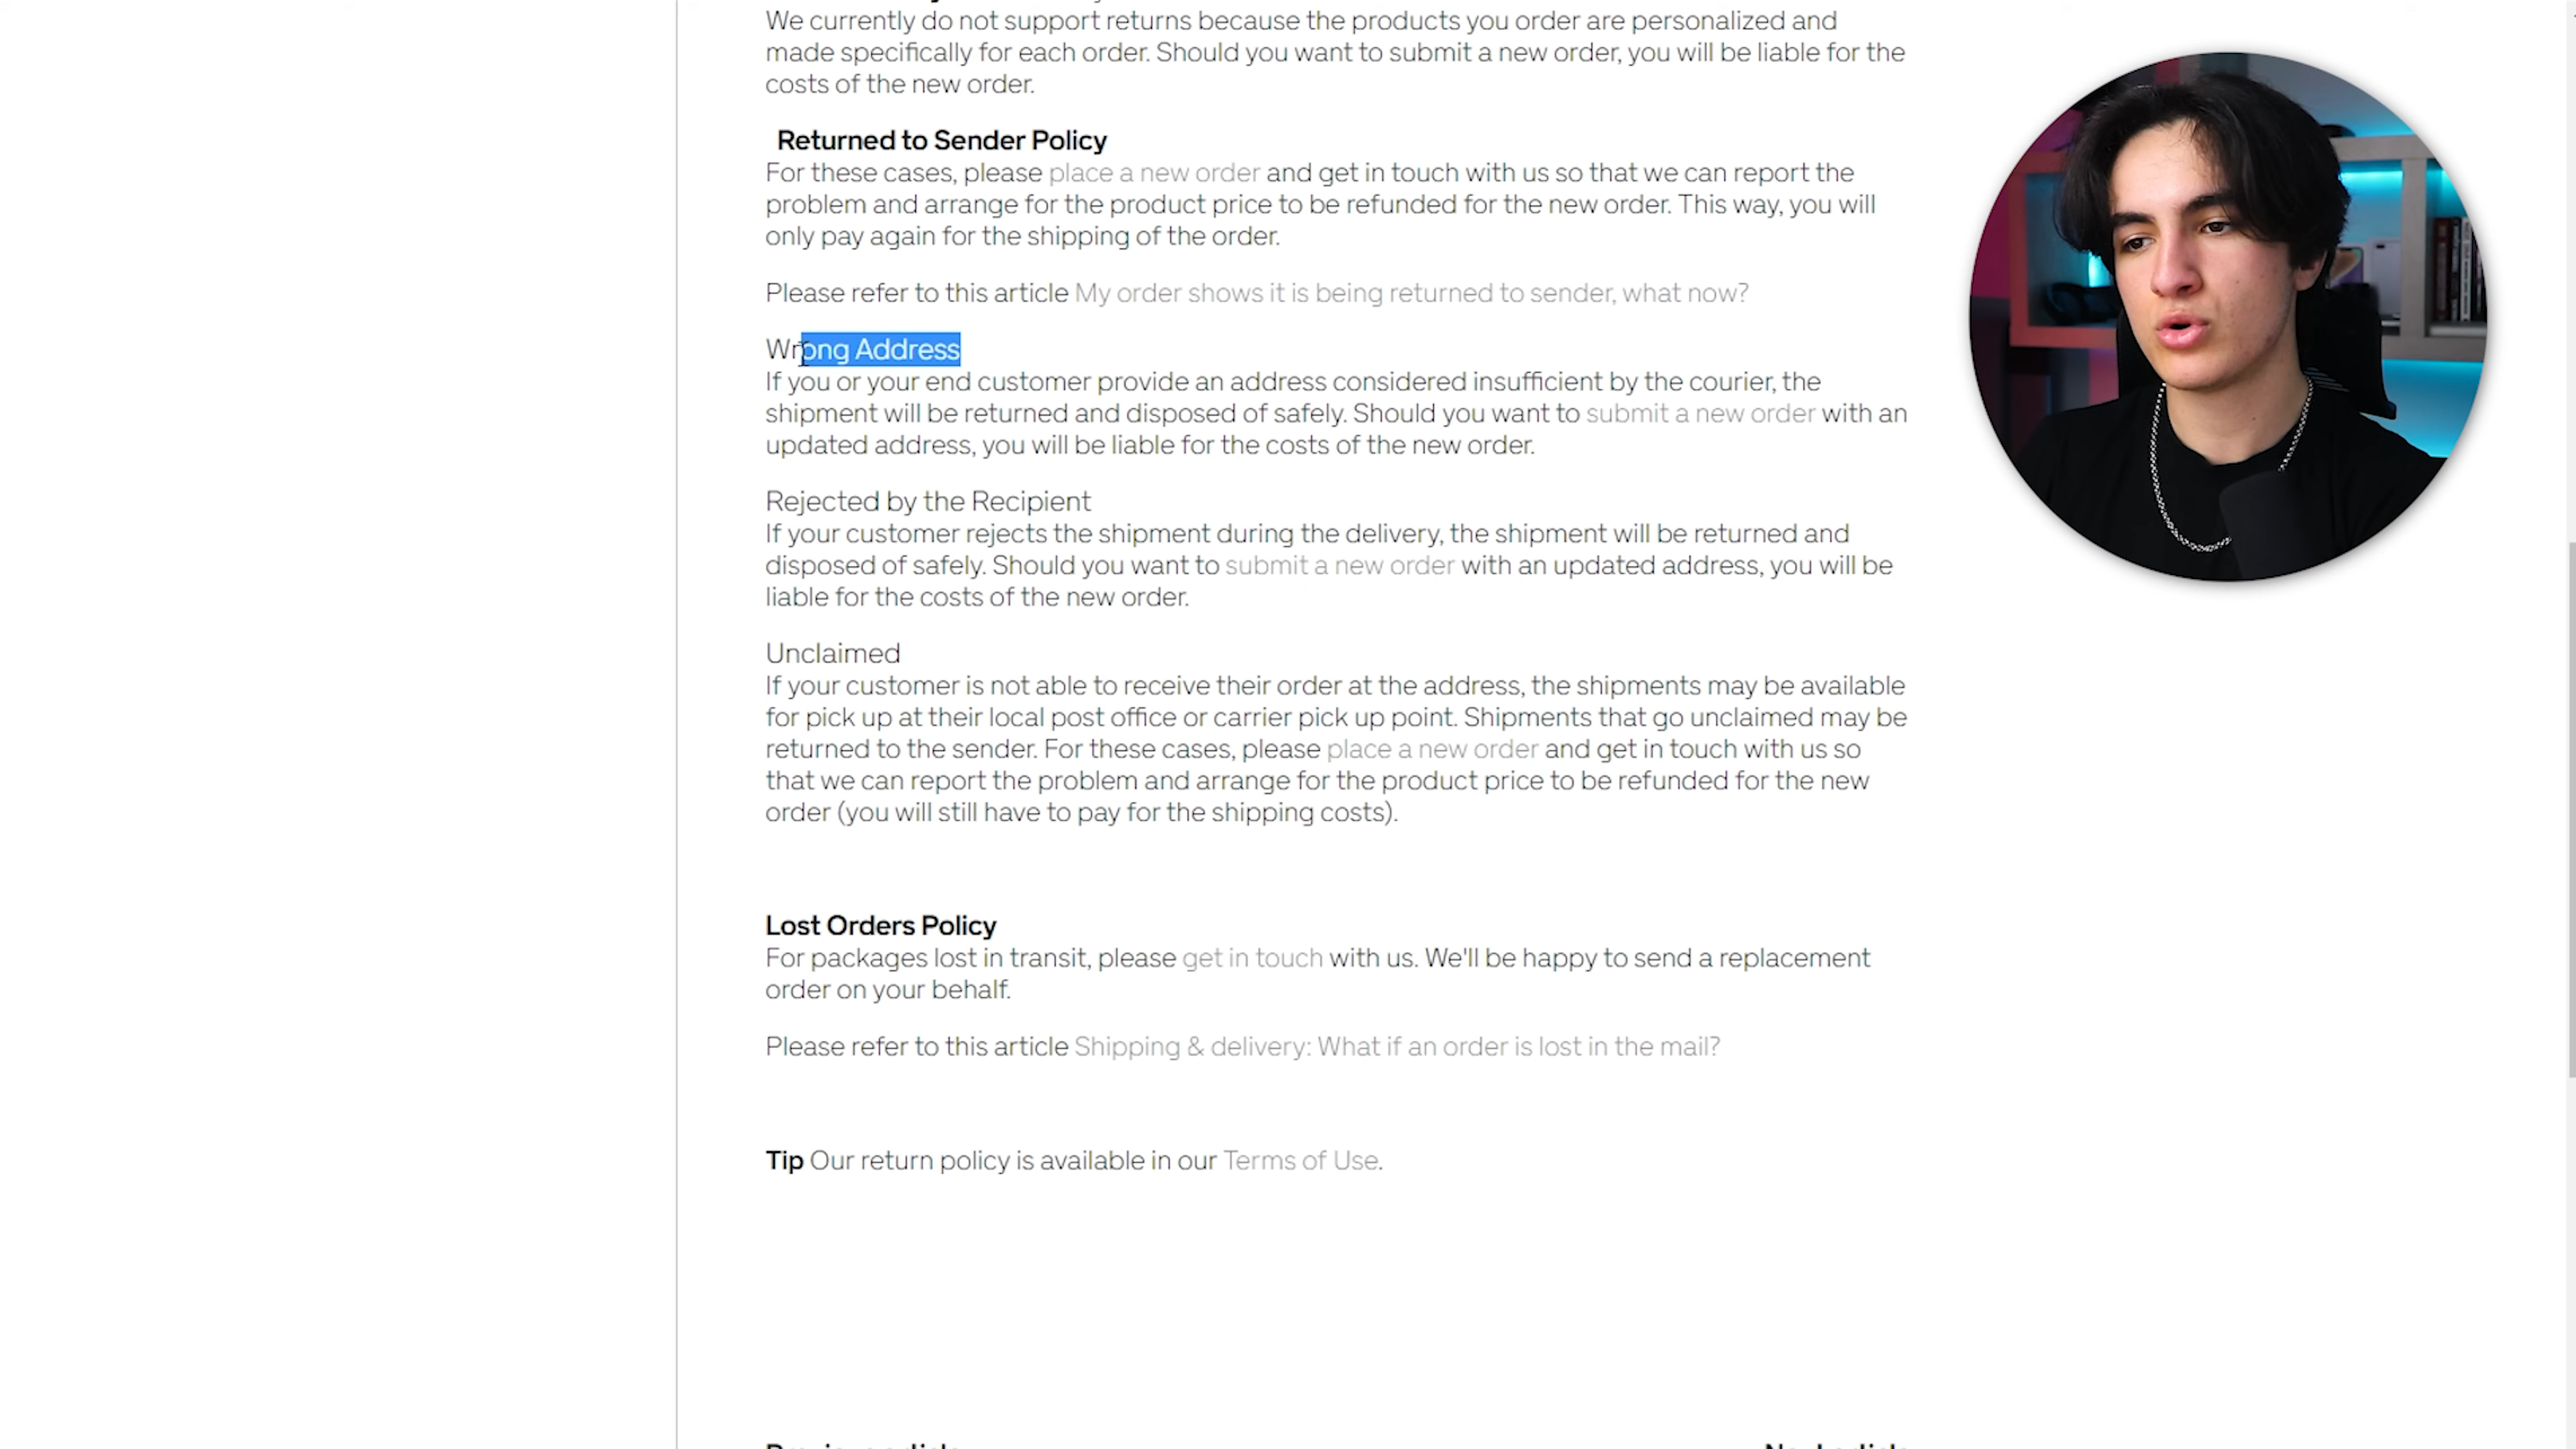 We currently do not support returns because the products you order are personalized and
made specifically for each order. Should you want to submit a new order, you will be liable for the
costs of the new order.
Returned to Sender Policy
For these cases, please place a new order and get in touch with us so that we can report the
problem and arrange for the product price to be refunded for the new order. This way, you will
only pay again for the shipping of the order.
Please refer to this article My order shows it is being returned to sender, what now?
Wrong Address
If you or your end customer provide an address considered insufficient by the courier, the
shipment will be returned and disposed of safely. Should you want to submit a new order with an
updated address, you will be liable for the costs of the new order.
Rejected by the Recipient
If your customer rejects the shipment during the delivery, the shipment will be returned and
disposed of safely. Should you want to submit a new order with an updated address, you will be
liable for the costs of the new order.
Unclaimed
If your customer is not able to receive their order at the address, the shipments may be available
for pick up at their local post office or carrier pick up point. Shipments that go unclaimed may be
returned to the sender. For these cases, please place a new order and get in touch with us so
that we can report the problem and arrange for the product price to be refunded for the new
order (you will still have to pay for the shipping costs).
Lost Orders Policy
For packages lost in transit, please get in touch with us. We'll be happy to send a replacement
order on your behalf.
Please refer to this article Shipping & delivery: What if an order is lost in the mail?
Tip Our return policy is available in our Terms of Use.